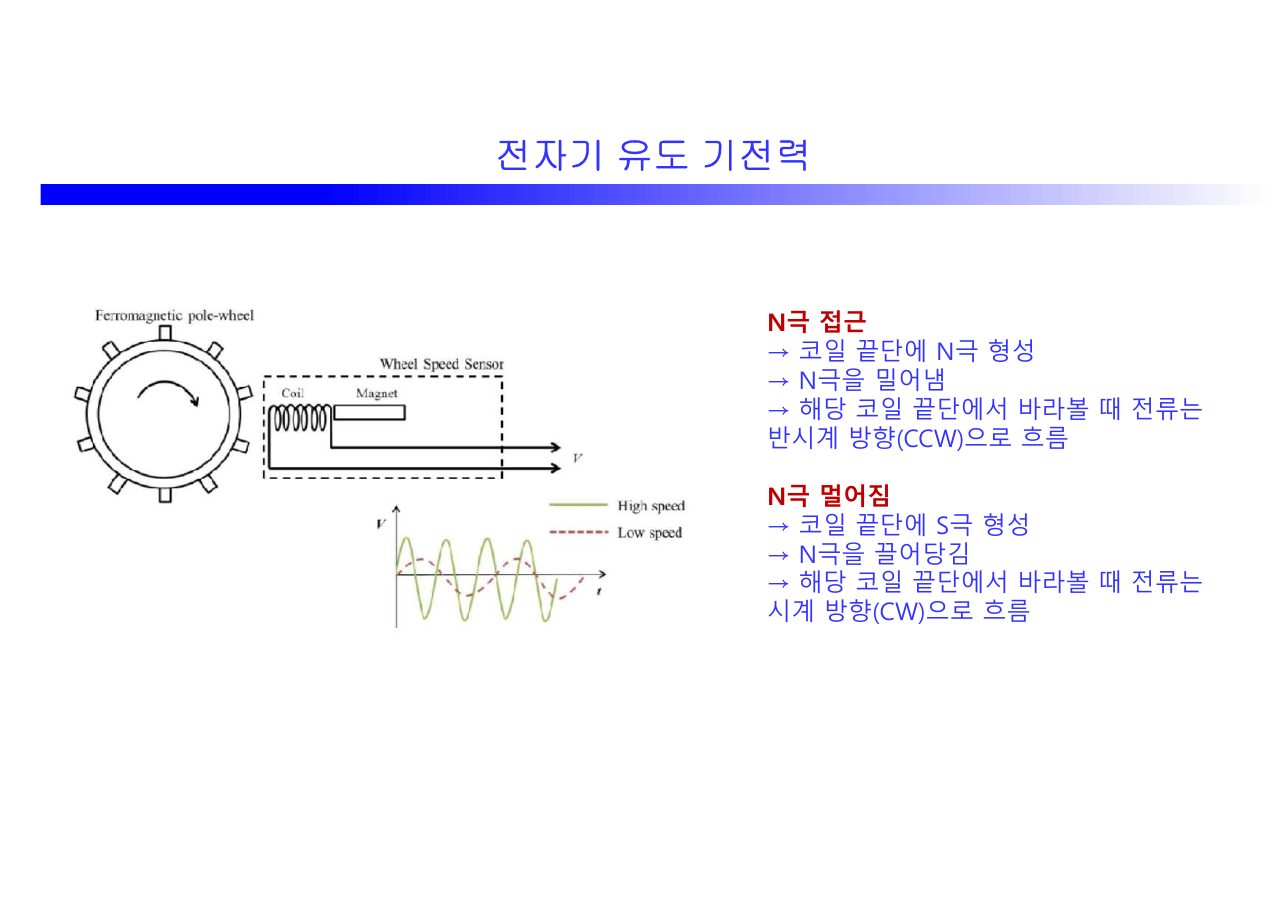 전자기 유도 기전력
Ferromagnetic pole-wheel
Wheel Speed Sensor
Coil
Magnet
V
High speed
Low speed
V
t
N극 접근
→ 코일 끝단에 N극 형성
→ N극을 밀어냄
→ 해당 코일 끝단에서 바라볼 때 전류는
반시계 방향(CCW)으로 흐름
N극 멀어짐
→ 코일 끝단에 S극 형성
→ N극을 끌어당김
→ 해당 코일 끝단에서 바라볼 때 전류는
시계 방향(CW)으로 흐름